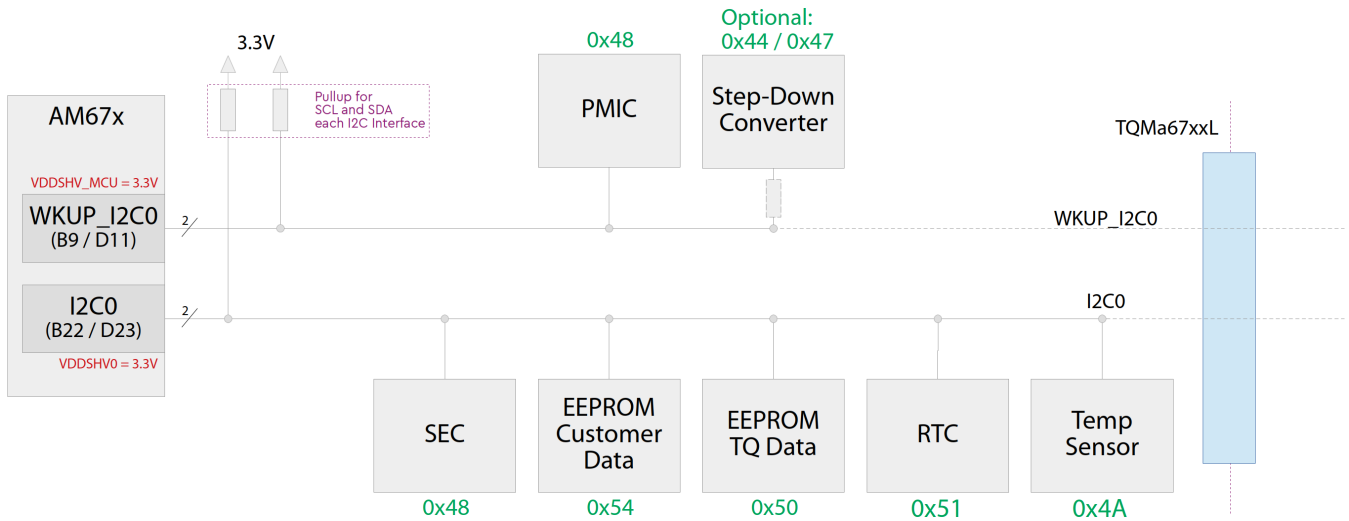 Optional:
0x44 / 0x47
3.3V
0x48
AM67x
Pullup for
SCL and SDA
each I2C Interface
PMIC
Step-Down
Converter
TQMa67xxL
VDDSHV_MCU = 3.3V
WKUP_I2C0
(B9 / D11)
2
WKUP_I2C0
I2C0
(B22 / D23)
2
I2C0
VDDSHV0 = 3.3V
SEC
EEPROM
Customer
Data
EEPROM
TQ Data
RTC
Temp
Sensor
0x48
0x54
0x50
0x51
0x4A